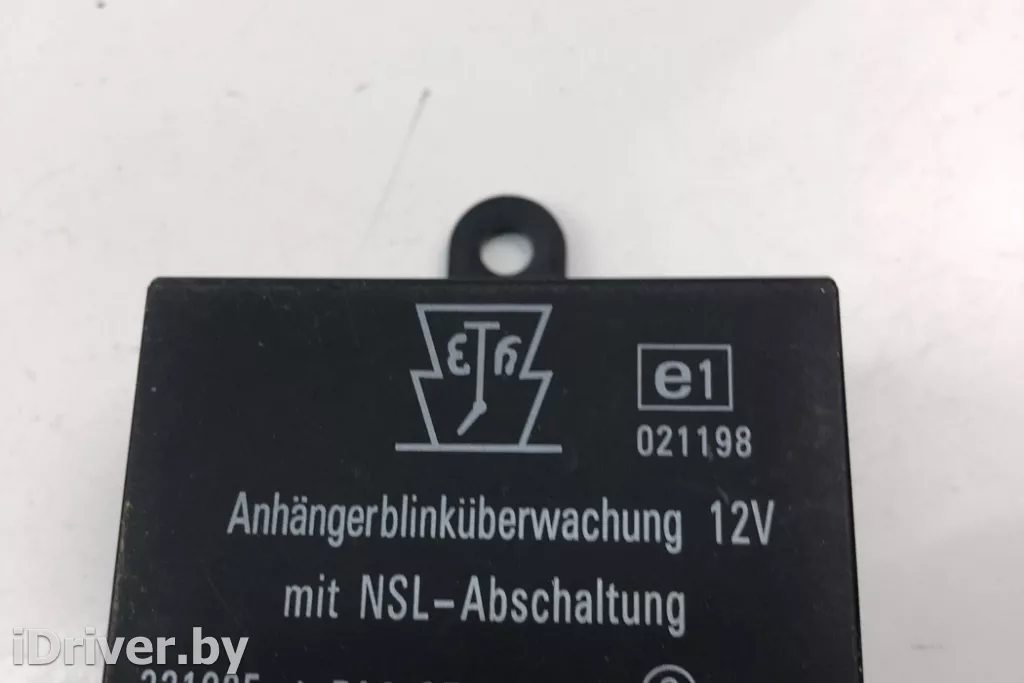 e1
021198
Anhängerblinküberwachung 12V
mit NSL-Abschaltung
iDriver.by